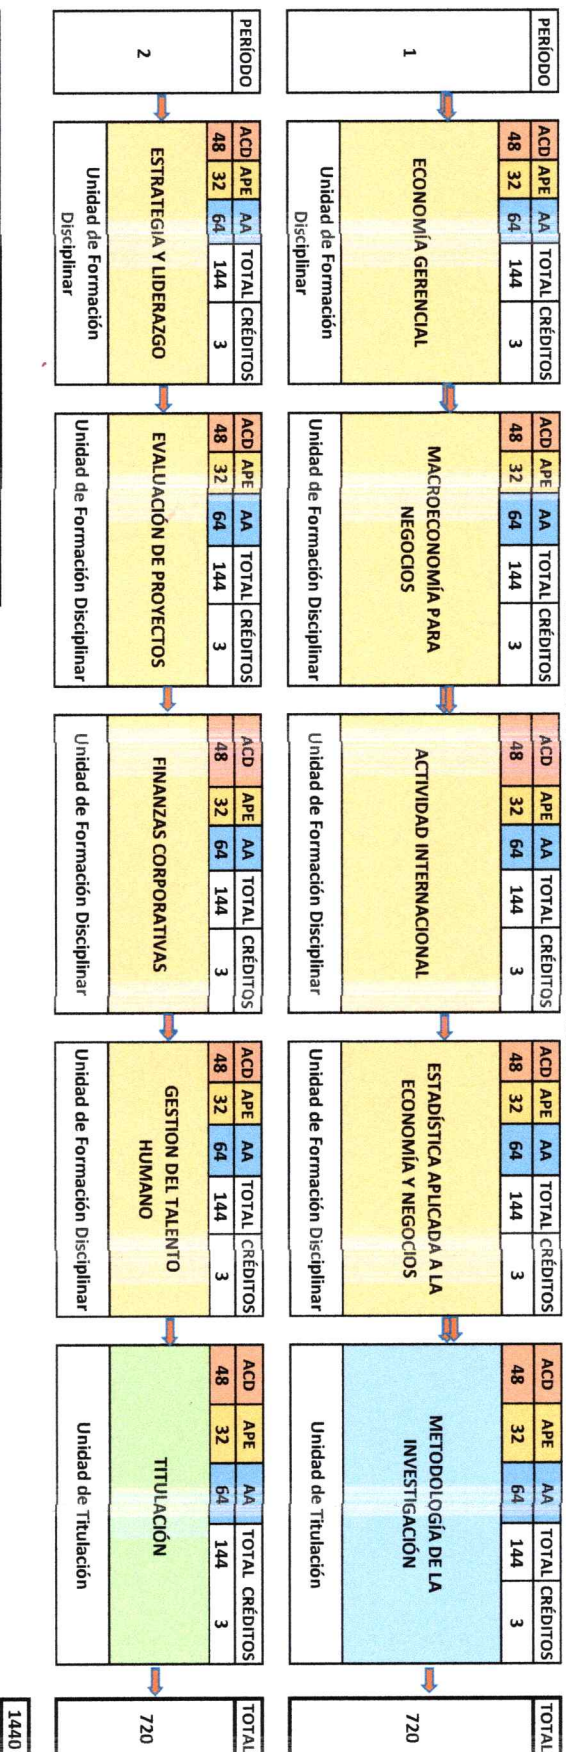 PERÍODO
1
ACD APE AA TOTAL CRÉDITOS
48 32 64 144 3
ECONOMÍA GERENCIAL
Unidad de Formación
Disciplinar
ACD APE AA TOTAL CRÉDITOS
48 32 64 144 3
MACROECONOMÍA PARA
NEGOCIOS
Unidad de Formación Disciplinar
ACD APE AA TOTAL CRÉDITOS
48 32 64 144 3
ACTIVIDAD INTERNACIONAL
Unidad de Formación Disciplinar
ACD APE AA TOTAL CRÉDITOS
48 32 64 144 3
ESTADÍSTICA APLICADA A LA
ECONOMÍA Y NEGOCIOS
Unidad de Formación Disciplinar
ACD APE AA TOTAL CRÉDITOS
48 32 64 144 3
METODOLOGÍA DE LA
INVESTIGACIÓN
Unidad de Titulación
TOTAL
720
PERÍODO
2
ACD APE AA TOTAL CRÉDITOS
48 32 64 144 3
ESTRATEGIA Y LIDERAZGO
Unidad de Formación
Disciplinar
ACD APE AA TOTAL CRÉDITOS
48 32 64 144 3
EVALUACIÓN DE PROYECTOS
Unidad de Formación Disciplinar
ACD APE AA TOTAL CRÉDITOS
48 32 64 144 3
FINANZAS CORPORATIVAS
Unidad de Formación Disciplinar
ACD APE AA TOTAL CRÉDITOS
48 32 64 144 3
GESTION DEL TALENTO
HUMANO
Unidad de Formación Disciplinar
ACD APE AA TOTAL CRÉDITOS
48 32 64 144 3
TITULACIÓN
Unidad de Titulación
TOTAL
720
1440